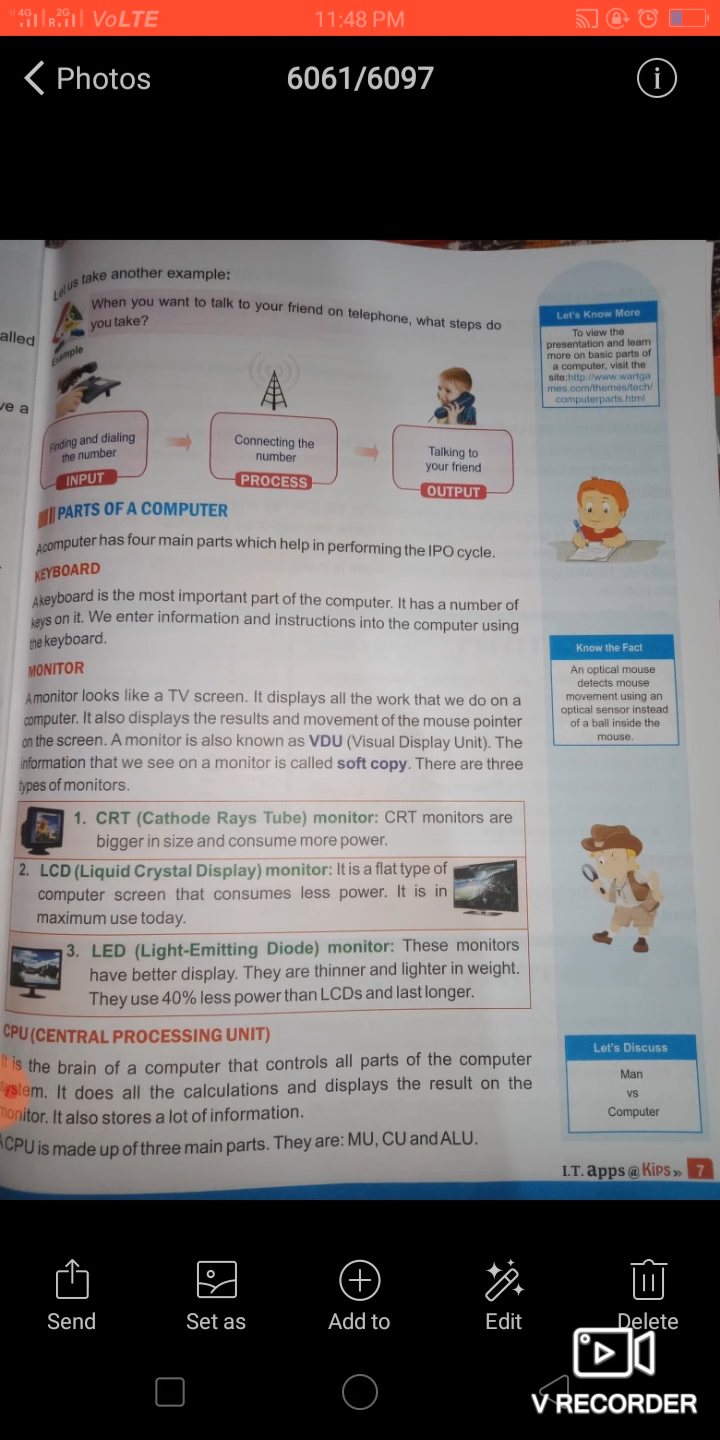 4G R 2G VoLTE 11:48 PM
Photos 6061/6097 i
alled
ve a
Let us take another example:
Example
When you want to talk to your friend on telephone, what steps do
you take?
Finding and dialing
the number
INPUT
Connecting the
number
PROCESS
Talking to
your friend
OUTPUT
PARTS OF A COMPUTER
A computer has four main parts which help in performing the IPO cycle.
KEYBOARD
A keyboard is the most important part of the computer. It has a number of
keys on it. We enter information and instructions into the computer using
the keyboard.
MONITOR
A monitor looks like a TV screen. It displays all the work that we do on a
computer. It also displays the results and movement of the mouse pointer
on the screen. A monitor is also known as VDU (Visual Display Unit). The
information that we see on a monitor is called soft copy. There are three
types of monitors.
1. CRT (Cathode Rays Tube) monitor: CRT monitors are
bigger in size and consume more power.
2. LCD (Liquid Crystal Display) monitor: It is a flat type of
computer screen that consumes less power. It is in
maximum use today.
3. LED (Light-Emitting Diode) monitor: These monitors
have better display. They are thinner and lighter in weight.
They use 40% less power than LCDs and last longer.
CPU (CENTRAL PROCESSING UNIT)
It is the brain of a computer that controls all parts of the computer
system. It does all the calculations and displays the result on the
monitor. It also stores a lot of information.
A CPU is made up of three main parts. They are: MU, CU and ALU.
Let's Know More
To view the
presentation and learn
more on basic parts of
a computer, visit the
site:http://www.wartga
mes.com/themes/tech/
computerparts.html
Know the Fact
An optical mouse
detects mouse
movement using an
optical sensor instead
of a ball inside the
mouse.
Let's Discuss
Man
vs
Computer
I.T. apps @ Kips » 7
Send Set as Add to Edit Delete
V RECORDER